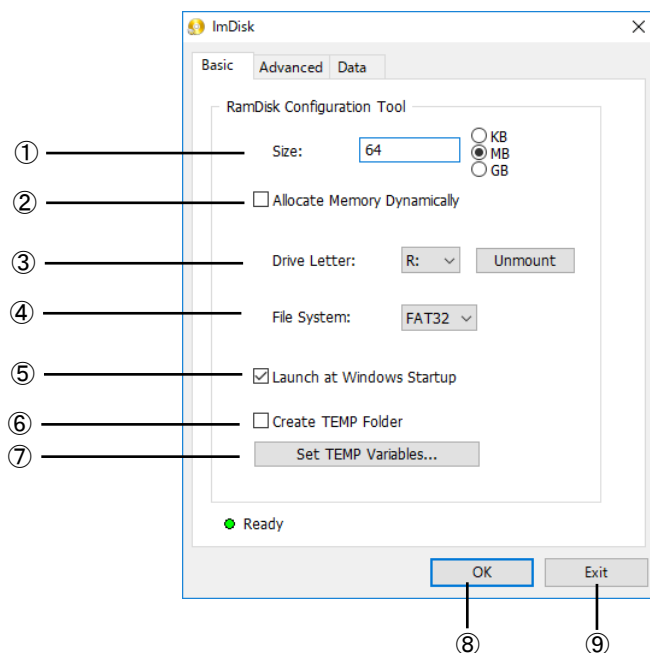 ImDisk
Basic Advanced Data
RamDisk Configuration Tool
① Size: 64 KB
MB
GB
② Allocate Memory Dynamically
③ Drive Letter: R: Unmount
④ File System: FAT32
⑤ Launch at Windows Startup
⑥ Create TEMP Folder
⑦ Set TEMP Variables...
Ready
OK Exit
⑧ ⑨